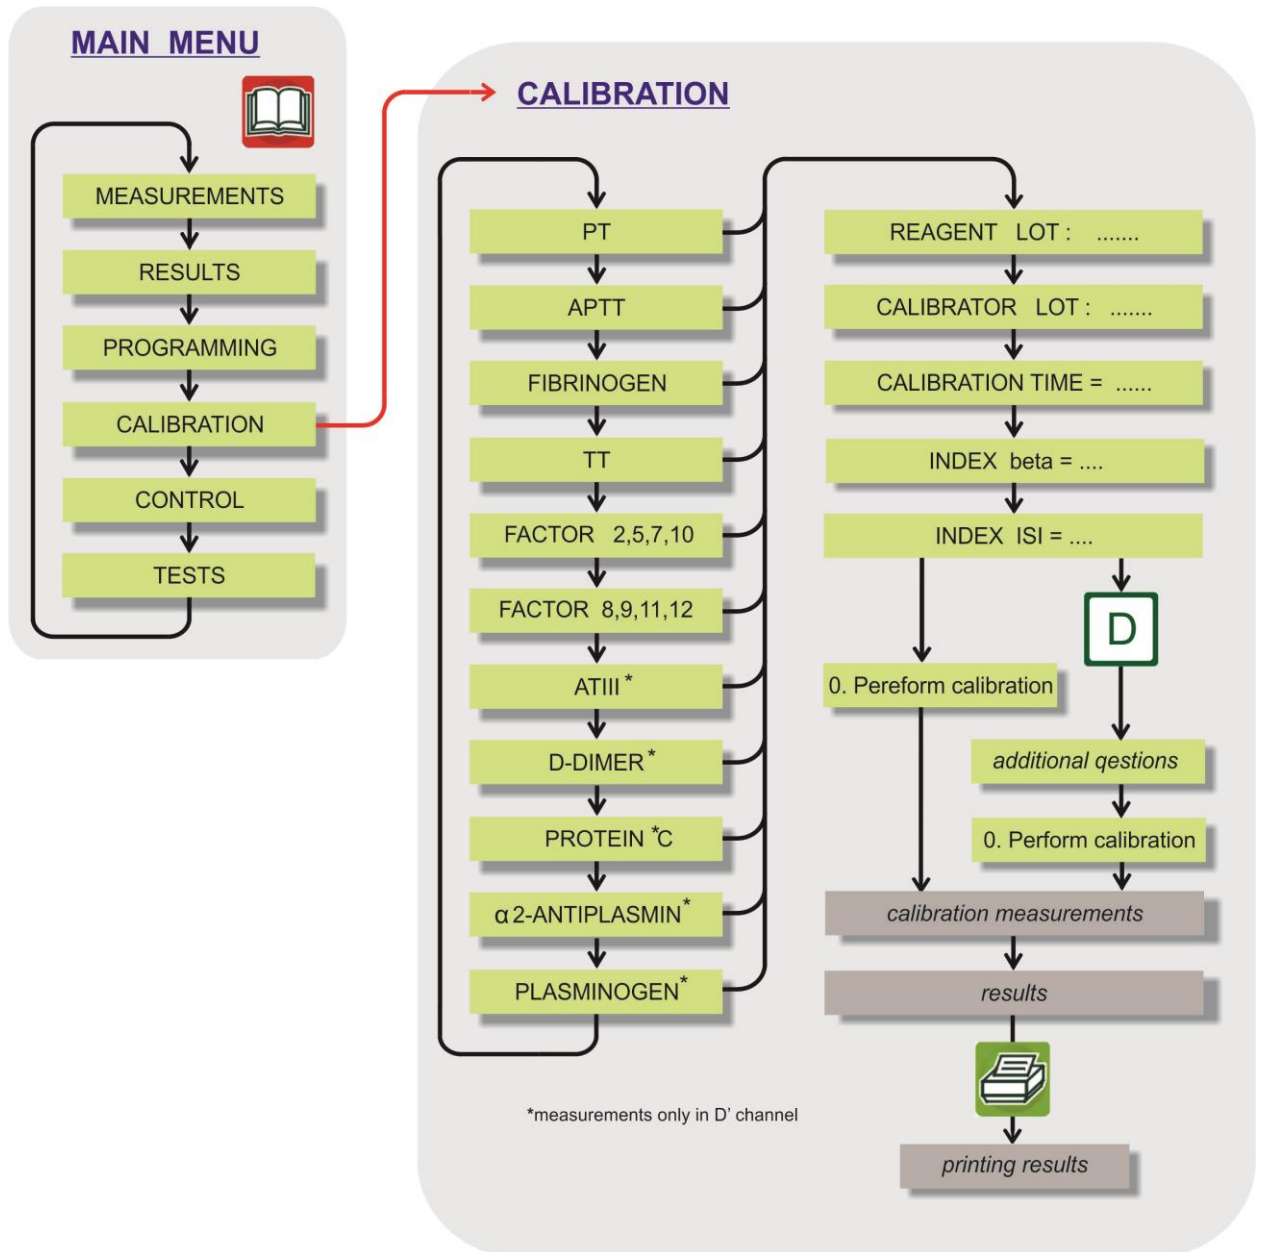 MAIN MENU
MEASUREMENTS
RESULTS
PROGRAMMING
CALIBRATION
CONTROL
TESTS
CALIBRATION
PT
APTT
FIBRINOGEN
TT
FACTOR 2,5,7,10
FACTOR 8,9,11,12
ATIII*
D-DIMER*
PROTEIN *C
α2-ANTIPLASMIN*
PLASMINOGEN*
*measurements only in D' channel
REAGENT LOT : .......
CALIBRATOR LOT : .......
CALIBRATION TIME = ......
INDEX beta = ....
INDEX ISI = ....
D
0. Pereform calibration
additional qestions
0. Perform calibration
calibration measurements
results
printing results